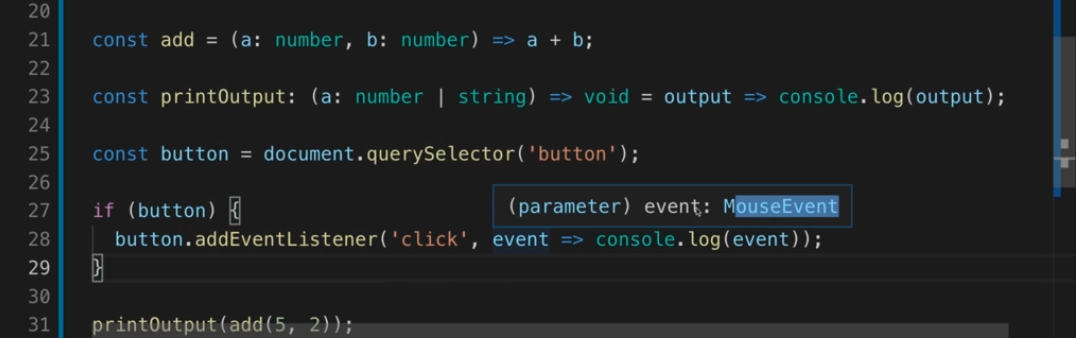 20
21 const add = (a: number, b: number) => a + b;
22
23 const printOutput: (a: number | string) => void = output => console.log(output);
24
25 const button = document.querySelector('button');
26
27 if (button) {
(parameter) event: MouseEvent
28 button.addEventListener('click', event => console.log(event));
29 }
30
31 printOutput(add(5, 2));